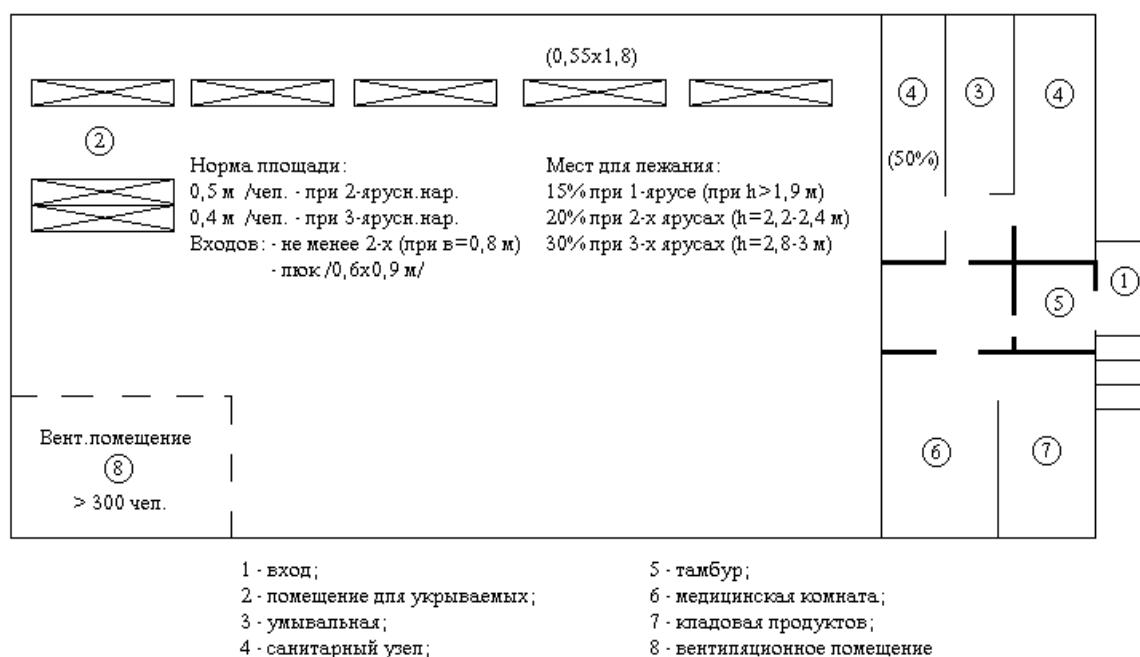 (0,55х1,8)
4
3
4
2
(50%)
Норма площади:
0,5 м /чел. - при 2-ярусн.нар.
0,4 м /чел. - при 3-ярусн.нар.
Входов: - не менее 2-х (при в=0,8 м)
- люк /0,6х0,9 м/
Мест для лежания:
15% при 1-ярусе (при h>1,9 м)
20% при 2-х ярусах (h=2,2-2,4 м)
30% при 3-х ярусах (h=2,8-3 м)
1
5
Вент.помещение
8
> 300 чел.
6
7
1 - вход;
2 - помещение для укрываемых;
3 - умывальная;
4 - санитарный узел;
5 - тамбур;
6 - медицинская комната;
7 - кладовая продуктов;
8 - вентиляционное помещение